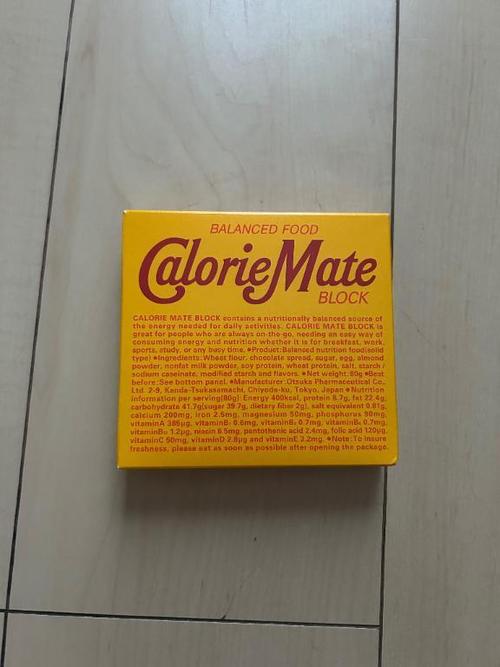 BALANCED FOOD
CalorieMate
BLOCK
CALORIE MATE BLOCK contains a nutritionally balanced source of
the energy needed for daily activities. CALORIE MATE BLOCK is
great for people who are always on-the-go, needing an easy way of
consuming energy and nutrition whether it is for breakfast, work,
sports, study, or any busy time. ●Product:Balanced nutrition food(solid
type) ●Ingredients: Wheat flour, chocolate spread, sugar, egg, almond
powder, nonfat milk powder, soy protein, wheat protein, salt, starch /
sodium caseinate, modified starch and flavors. ●Net weight: 80g ●Best
before: See bottom panel. ●Manufacturer: Otsuka Pharmaceutical Co.,
Ltd. 2-9, Kanda-Tsukasamachi, Chiyoda-ku, Tokyo, Japan ●Nutrition
information per serving(80g): Energy 400kcal, protein 8.7g, fat 22.4g,
carbohydrate 41.7g(sugar 39.7g, dietary fiber 2g), salt equivalent 0.81g,
calcium 200mg, iron 2.5mg, magnesium 50mg, phosphorus 90mg,
vitaminA 385μg, vitaminB₁ 0.6mg, vitaminB₂ 0.7mg, vitaminB₆ 0.7mg,
vitaminB₁₂ 1.2μg, niacin 6.5mg, pantothenic acid 2.4mg, folic acid 120μg,
vitaminC 50mg, vitaminD 2.8μg and vitaminE 3.2mg. ●Note: To insure
freshness, please eat as soon as possible after opening the package.